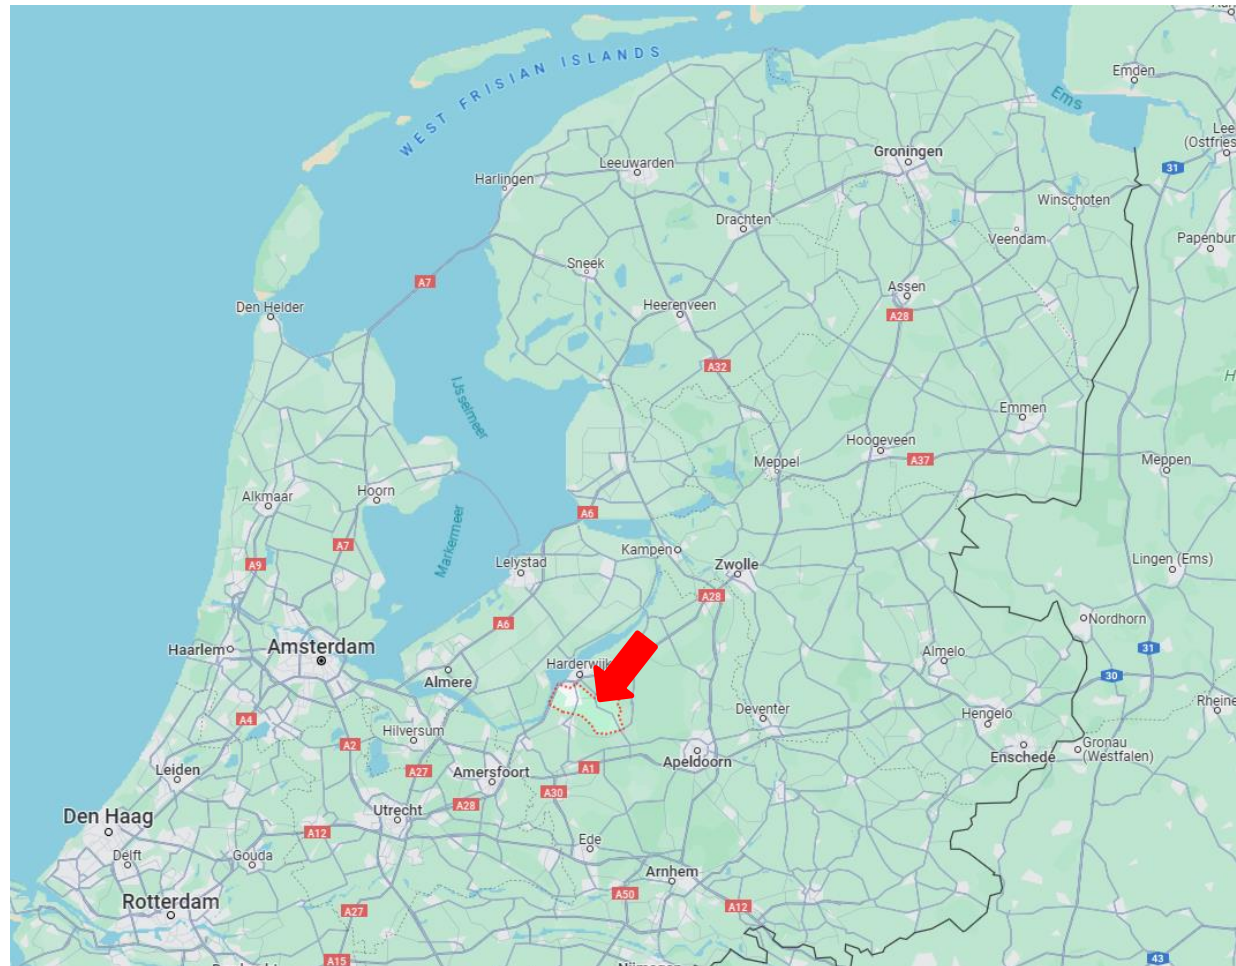 Emden
WEST FRISIAN ISLANDS
Ems
Lee
(Ostfries
Groningen
Leeuwarden
31
Harlingen
Winschoten
Drachten
Veendam
Papenbur
Sneek
A7
Assen
Den Helder
Heerenveen
A28
A32
IJsselmeer
H
Emmen
Hoogeveen
Meppel
A37
Meppen
Alkmaar
Hoorn
A6
Markermeer
A7
Kampen
A9
Lelystad
Zwolle
Lingen (Ems)
A28
A6
Nordhorn
Haarlem
Amsterdam
Almelo
31
Harderwijk
30
Almere
Rheine
A4
Deventer
Hengelo
Hilversum
A2
Gronau
(Westfalen)
Enschede
Apeldoorn
Leiden
A27
Amersfoort
A1
A30
Utrecht
A28
Den Haag
A12
Ede
Delft
Gouda
Arnhem
A50
Rotterdam
A27
A12
A15
43